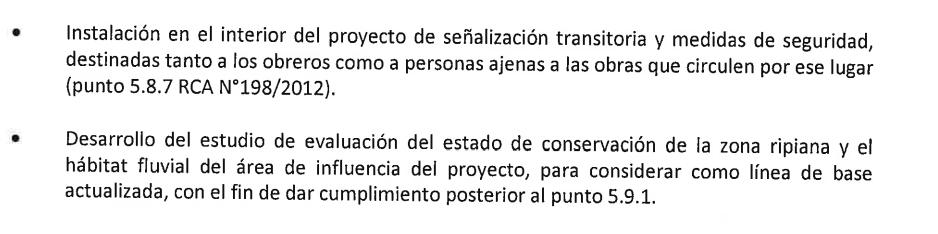 • Instalación en el interior del proyecto de señalización transitoria y medidas de seguridad,
destinadas tanto a los obreros como a personas ajenas a las obras que circulen por ese lugar
(punto 5.8.7 RCA N°198/2012).
• Desarrollo del estudio de evaluación del estado de conservación de la zona ripiana y el
hábitat fluvial del área de influencia del proyecto, para considerar como línea de base
actualizada, con el fin de dar cumplimiento posterior al punto 5.9.1.